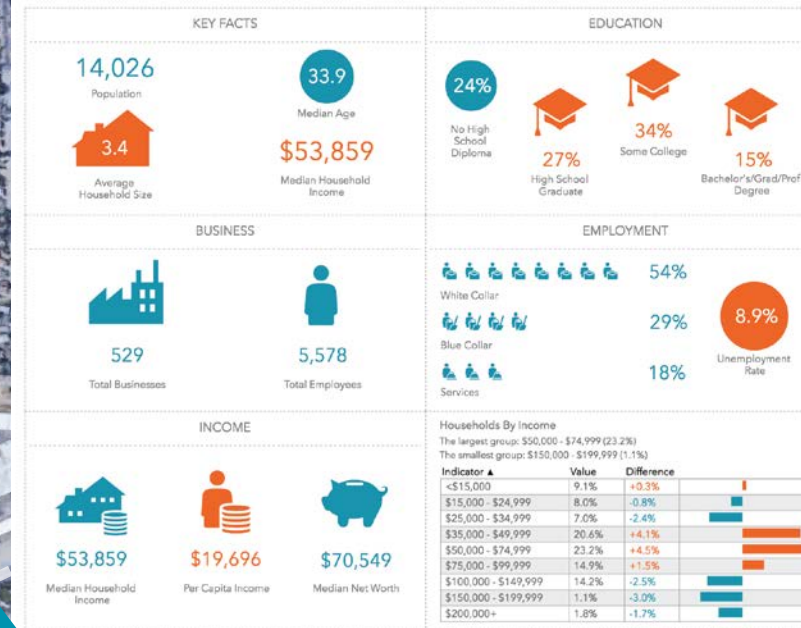 KEY FACTS
14,026
Population
33.9
Median Age
3.4
Average
Household Size
$53,859
Median Household
Income
EDUCATION
24%
No High
School
Diploma
27%
High School
Graduate
34%
Some College
15%
Bachelor's/Grad/Prof
Degree
BUSINESS
529
Total Businesses
5,578
Total Employees
EMPLOYMENT
54%
White Collar
29%
Blue Collar
18%
Services
8.9%
Unemployment
Rate
INCOME
$53,859
Median Household
Income
$19,696
Per Capita Income
$70,549
Median Net Worth
Households By Income
The largest group: $50,000 - $74,999 (23.2%)
The smallest group: $150,000 - $199,999 (1.1%)
Indicator ▲ Value Difference
<$15,000 9.1% +0.3%
$15,000 - $24,999 8.0% -0.8%
$25,000 - $34,999 7.0% -2.4%
$35,000 - $49,999 20.6% +4.1%
$50,000 - $74,999 23.2% +4.5%
$75,000 - $99,999 14.9% +1.5%
$100,000 - $149,999 14.2% -2.5%
$150,000 - $199,999 1.1% -3.0%
$200,000+ 1.8% -1.7%